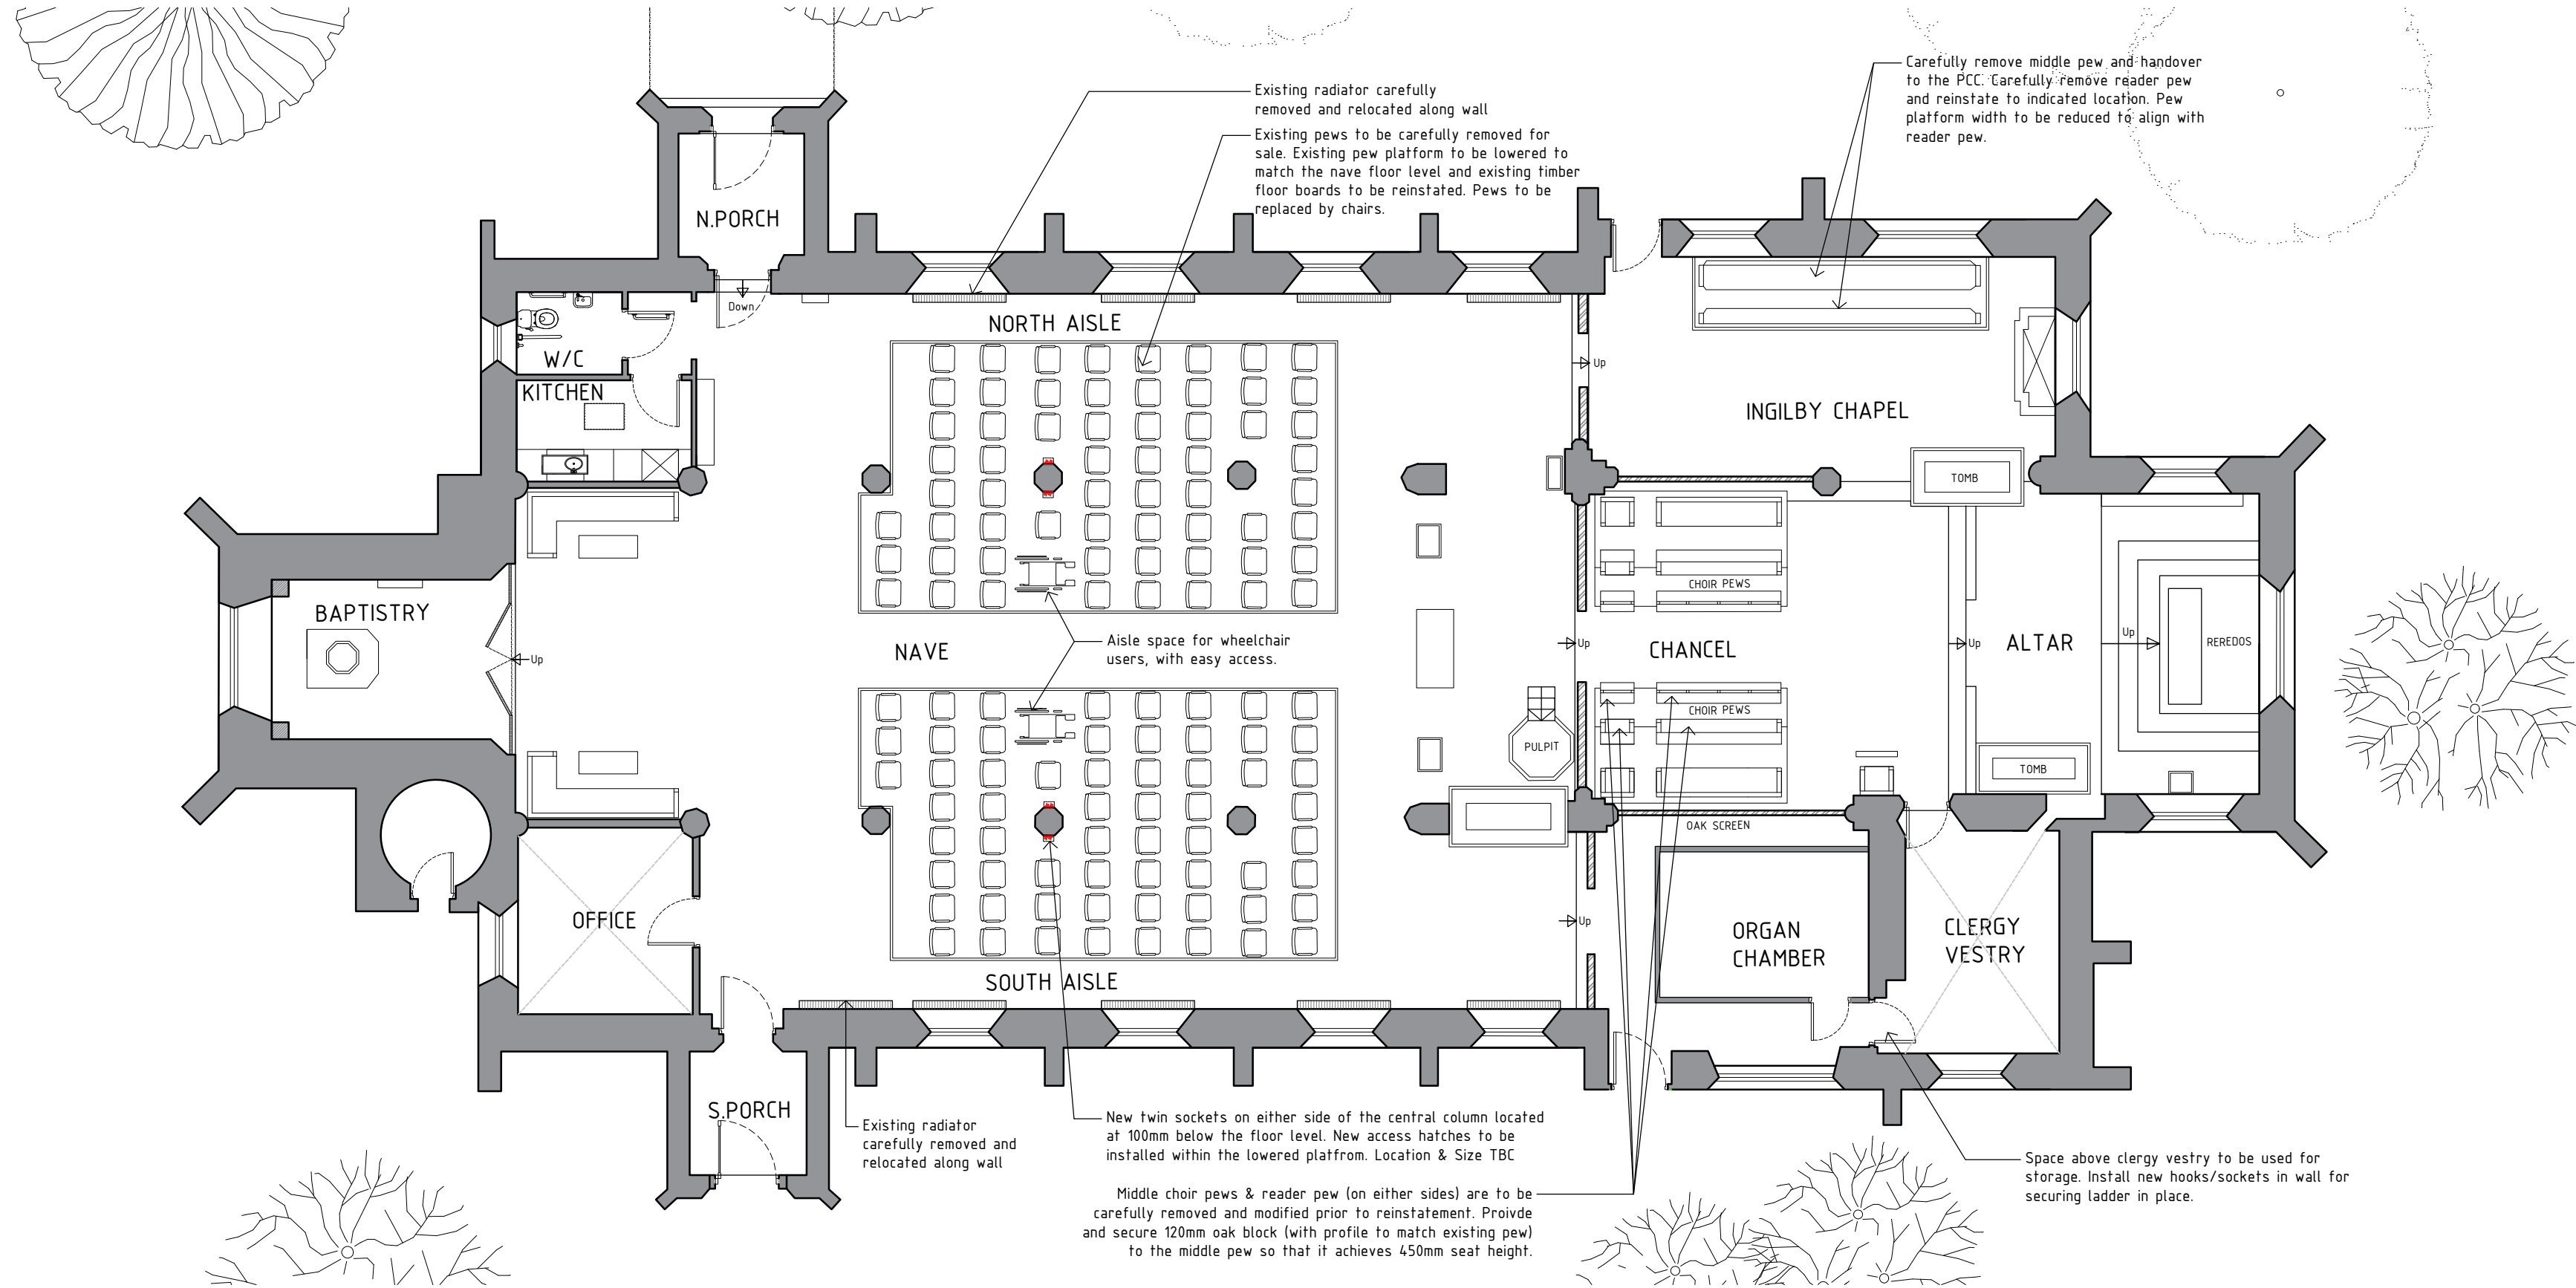 Carefully remove middle pew and handover
to the PCC. Carefully remove reader pew
and reinstate to indicated location. Pew
platform width to be reduced to align with
reader pew.
Existing radiator carefully
removed and relocated along wall
Existing pews to be carefully removed for
sale. Existing pew platform to be lowered to
match the nave floor level and existing timber
floor boards to be reinstated. Pews to be
replaced by chairs.
N.PORCH
Down
NORTH AISLE
W/C
KITCHEN
Up
INGILBY CHAPEL
TOMB
CHOIR PEWS
BAPTISTRY
Up
NAVE
Aisle space for wheelchair
users, with easy access.
Up
CHANCEL
Up
ALTAR
Up
REREDOS
CHOIR PEWS
PULPIT
TOMB
OAK SCREEN
OFFICE
Up
ORGAN
CHAMBER
CLERGY
VESTRY
SOUTH AISLE
S.PORCH
Existing radiator
carefully removed and
relocated along wall
New twin sockets on either side of the central column located
at 100mm below the floor level. New access hatches to be
installed within the lowered platfrom. Location & Size TBC
Middle choir pews & reader pew (on either sides) are to be
carefully removed and modified prior to reinstatement. Proivde
and secure 120mm oak block (with profile to match existing pew)
to the middle pew so that it achieves 450mm seat height.
Space above clergy vestry to be used for
storage. Install new hooks/sockets in wall for
securing ladder in place.